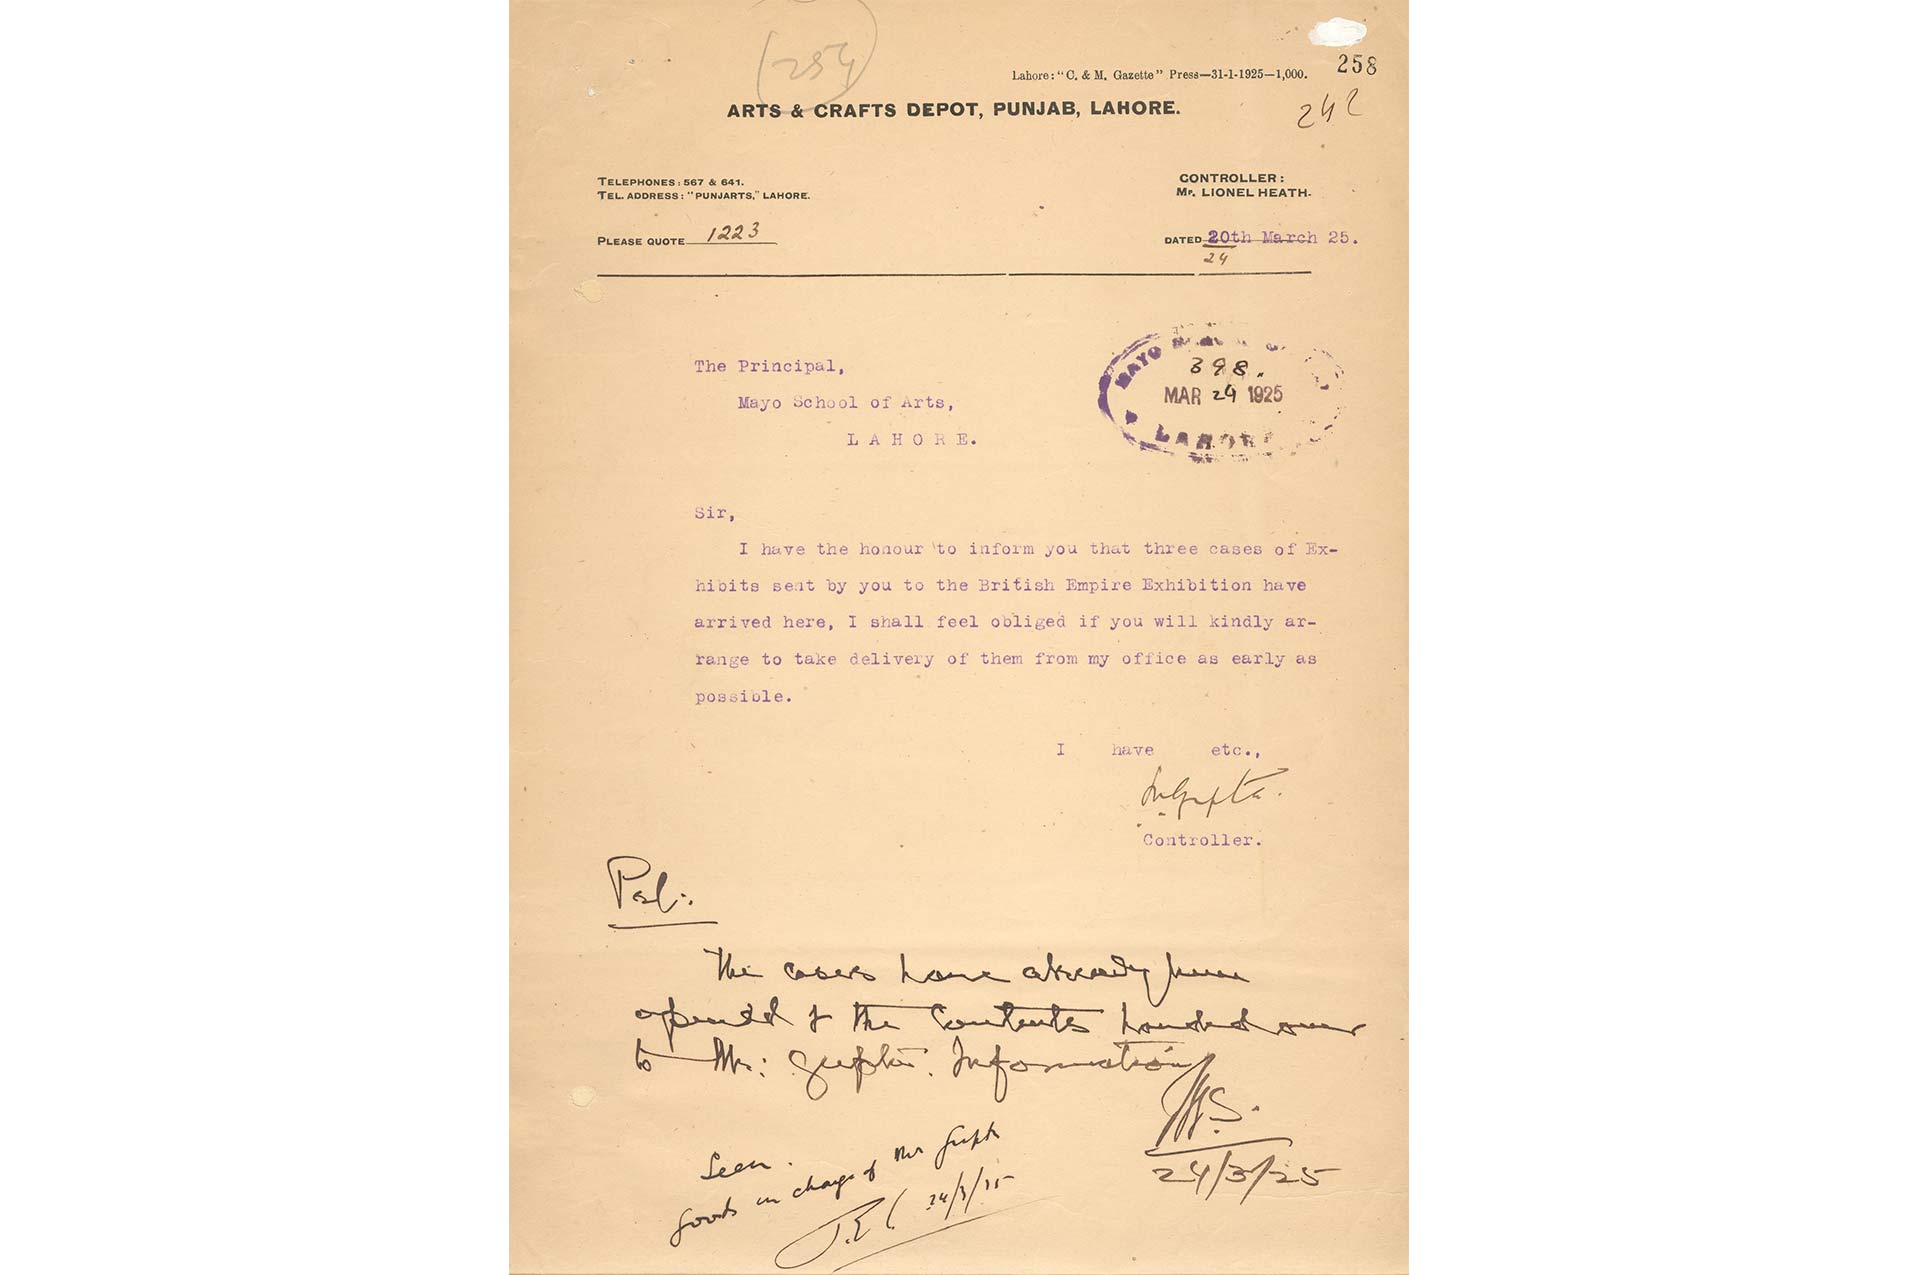 (254)
Lahore: "C. & M. Gazette" Press—31-1-1925—1,000. 258
242
ARTS & CRAFTS DEPOT, PUNJAB, LAHORE.
TELEPHONES: 567 & 641.
TEL. ADDRESS: "PUNJARTS," LAHORE.
CONTROLLER:
Mr. LIONEL HEATH.
PLEASE QUOTE 1223
DATED 20th March 25.
24
The Principal,
Mayo School of Arts,
LAHORE.
MAYO
398.
MAR 24 1925
LAHORE
Sir,
I have the honour to inform you that three cases of Ex-
hibits sent by you to the British Empire Exhibition have
arrived here, I shall feel obliged if you will kindly ar-
range to take delivery of them from my office as early as
possible.
I have etc.,
Gupta.
Controller.
The cases have already been
opened & the contents handed over
to Mr: Gupta. Information
24/3/25
Seen.
Goods in charge of Mr Gupta
24/3/25